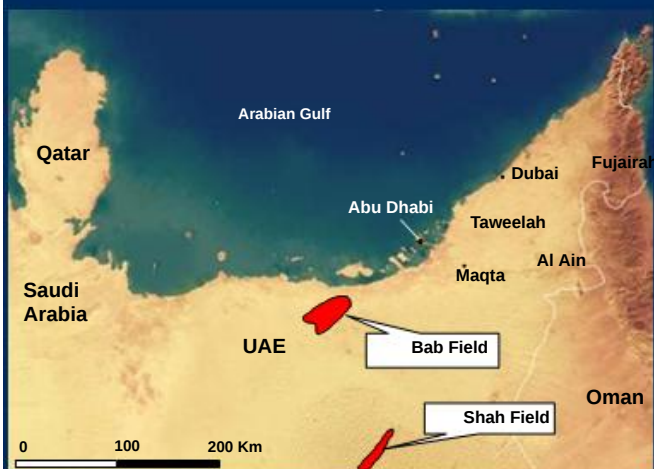 Arabian Gulf
Qatar
Dubai
Fujairah
Abu Dhabi
Taweelah
Al Ain
Maqta
Saudi
Arabia
UAE
Bab Field
Oman
Shah Field
0 100 200 Km